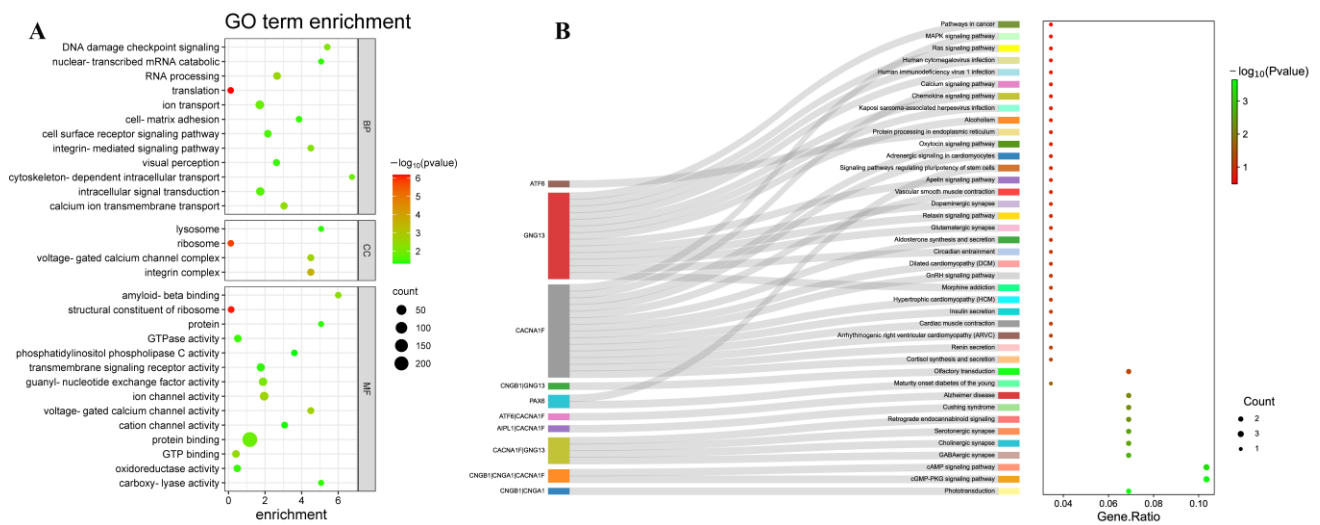 A
GO term enrichment
DNA damage checkpoint signaling
nuclear- transcribed mRNA catabolic
RNA processing
translation
ion transport
cell- matrix adhesion
cell surface receptor signaling pathway
integrin- mediated signaling pathway
visual perception
cytoskeleton- dependent intracellular transport
intracellular signal transduction
calcium ion transmembrane transport
BP
lysosome
ribosome
voltage- gated calcium channel complex
integrin complex
CC
amyloid- beta binding
structural constituent of ribosome
protein
GTPase activity
phosphatidylinositol phospholipase C activity
transmembrane signaling receptor activity
guanyl- nucleotide exchange factor activity
ion channel activity
voltage- gated calcium channel activity
cation channel activity
protein binding
GTP binding
oxidoreductase activity
carboxy- lyase activity
MF
0 2 4 6
enrichment
−log10(pvalue)
6
5
4
3
2
count
50
100
150
200
B
ATF6
GNG13
CACNA1F
CNGB1|GNG13
PAX6
ATF6|CACNA1F
AIPL1|CACNA1F
CACNA1F|GNG13
CNGB1|CNGA1|CACNA1F
CNGB1|CNGA1
Pathways in cancer
MAPK signaling pathway
Ras signaling pathway
Human cytomegalovirus infection
Human immunodeficiency virus 1 infection
Calcium signaling pathway
Chemokine signaling pathway
Kaposi sarcoma-associated herpesvirus infection
Alcoholism
Protein processing in endoplasmic reticulum
Oxytocin signaling pathway
Adrenergic signaling in cardiomyocytes
Signaling pathways regulating pluripotency of stem cells
Apelin signaling pathway
Vascular smooth muscle contraction
Dopaminergic synapse
Relaxin signaling pathway
Glutamatergic synapse
Aldosterone synthesis and secretion
Circadian entrainment
Dilated cardiomyopathy (DCM)
GnRH signaling pathway
Morphine addiction
Hypertrophic cardiomyopathy (HCM)
Insulin secretion
Cardiac muscle contraction
Arrhythmogenic right ventricular cardiomyopathy (ARVC)
Renin secretion
Cortisol synthesis and secretion
Olfactory transduction
Maturity onset diabetes of the young
Alzheimer disease
Cushing syndrome
Retrograde endocannabinoid signaling
Serotonergic synapse
Cholinergic synapse
GABAergic synapse
cAMP signaling pathway
cGMP-PKG signaling pathway
Phototransduction
0.04 0.06 0.08 0.10
Gene.Ratio
−log10(Pvalue)
3
2
1
Count
2
3
1